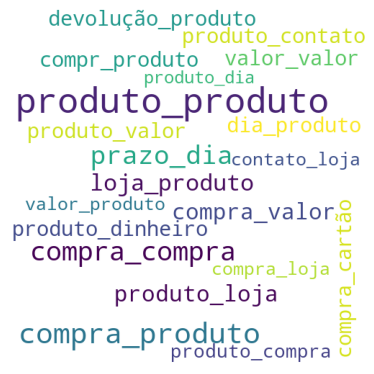 devolução_produto
produto_contato
compr_produto
valor_valor
produto_dia
produto_produto
produto_valor
dia_produto
prazo_dia
contato_loja
loja_produto
valor_produto
compra_valor
produto_dinheiro
compra_compra
compra_loja
produto_loja
compra_cartão
compra_produto
produto_compra